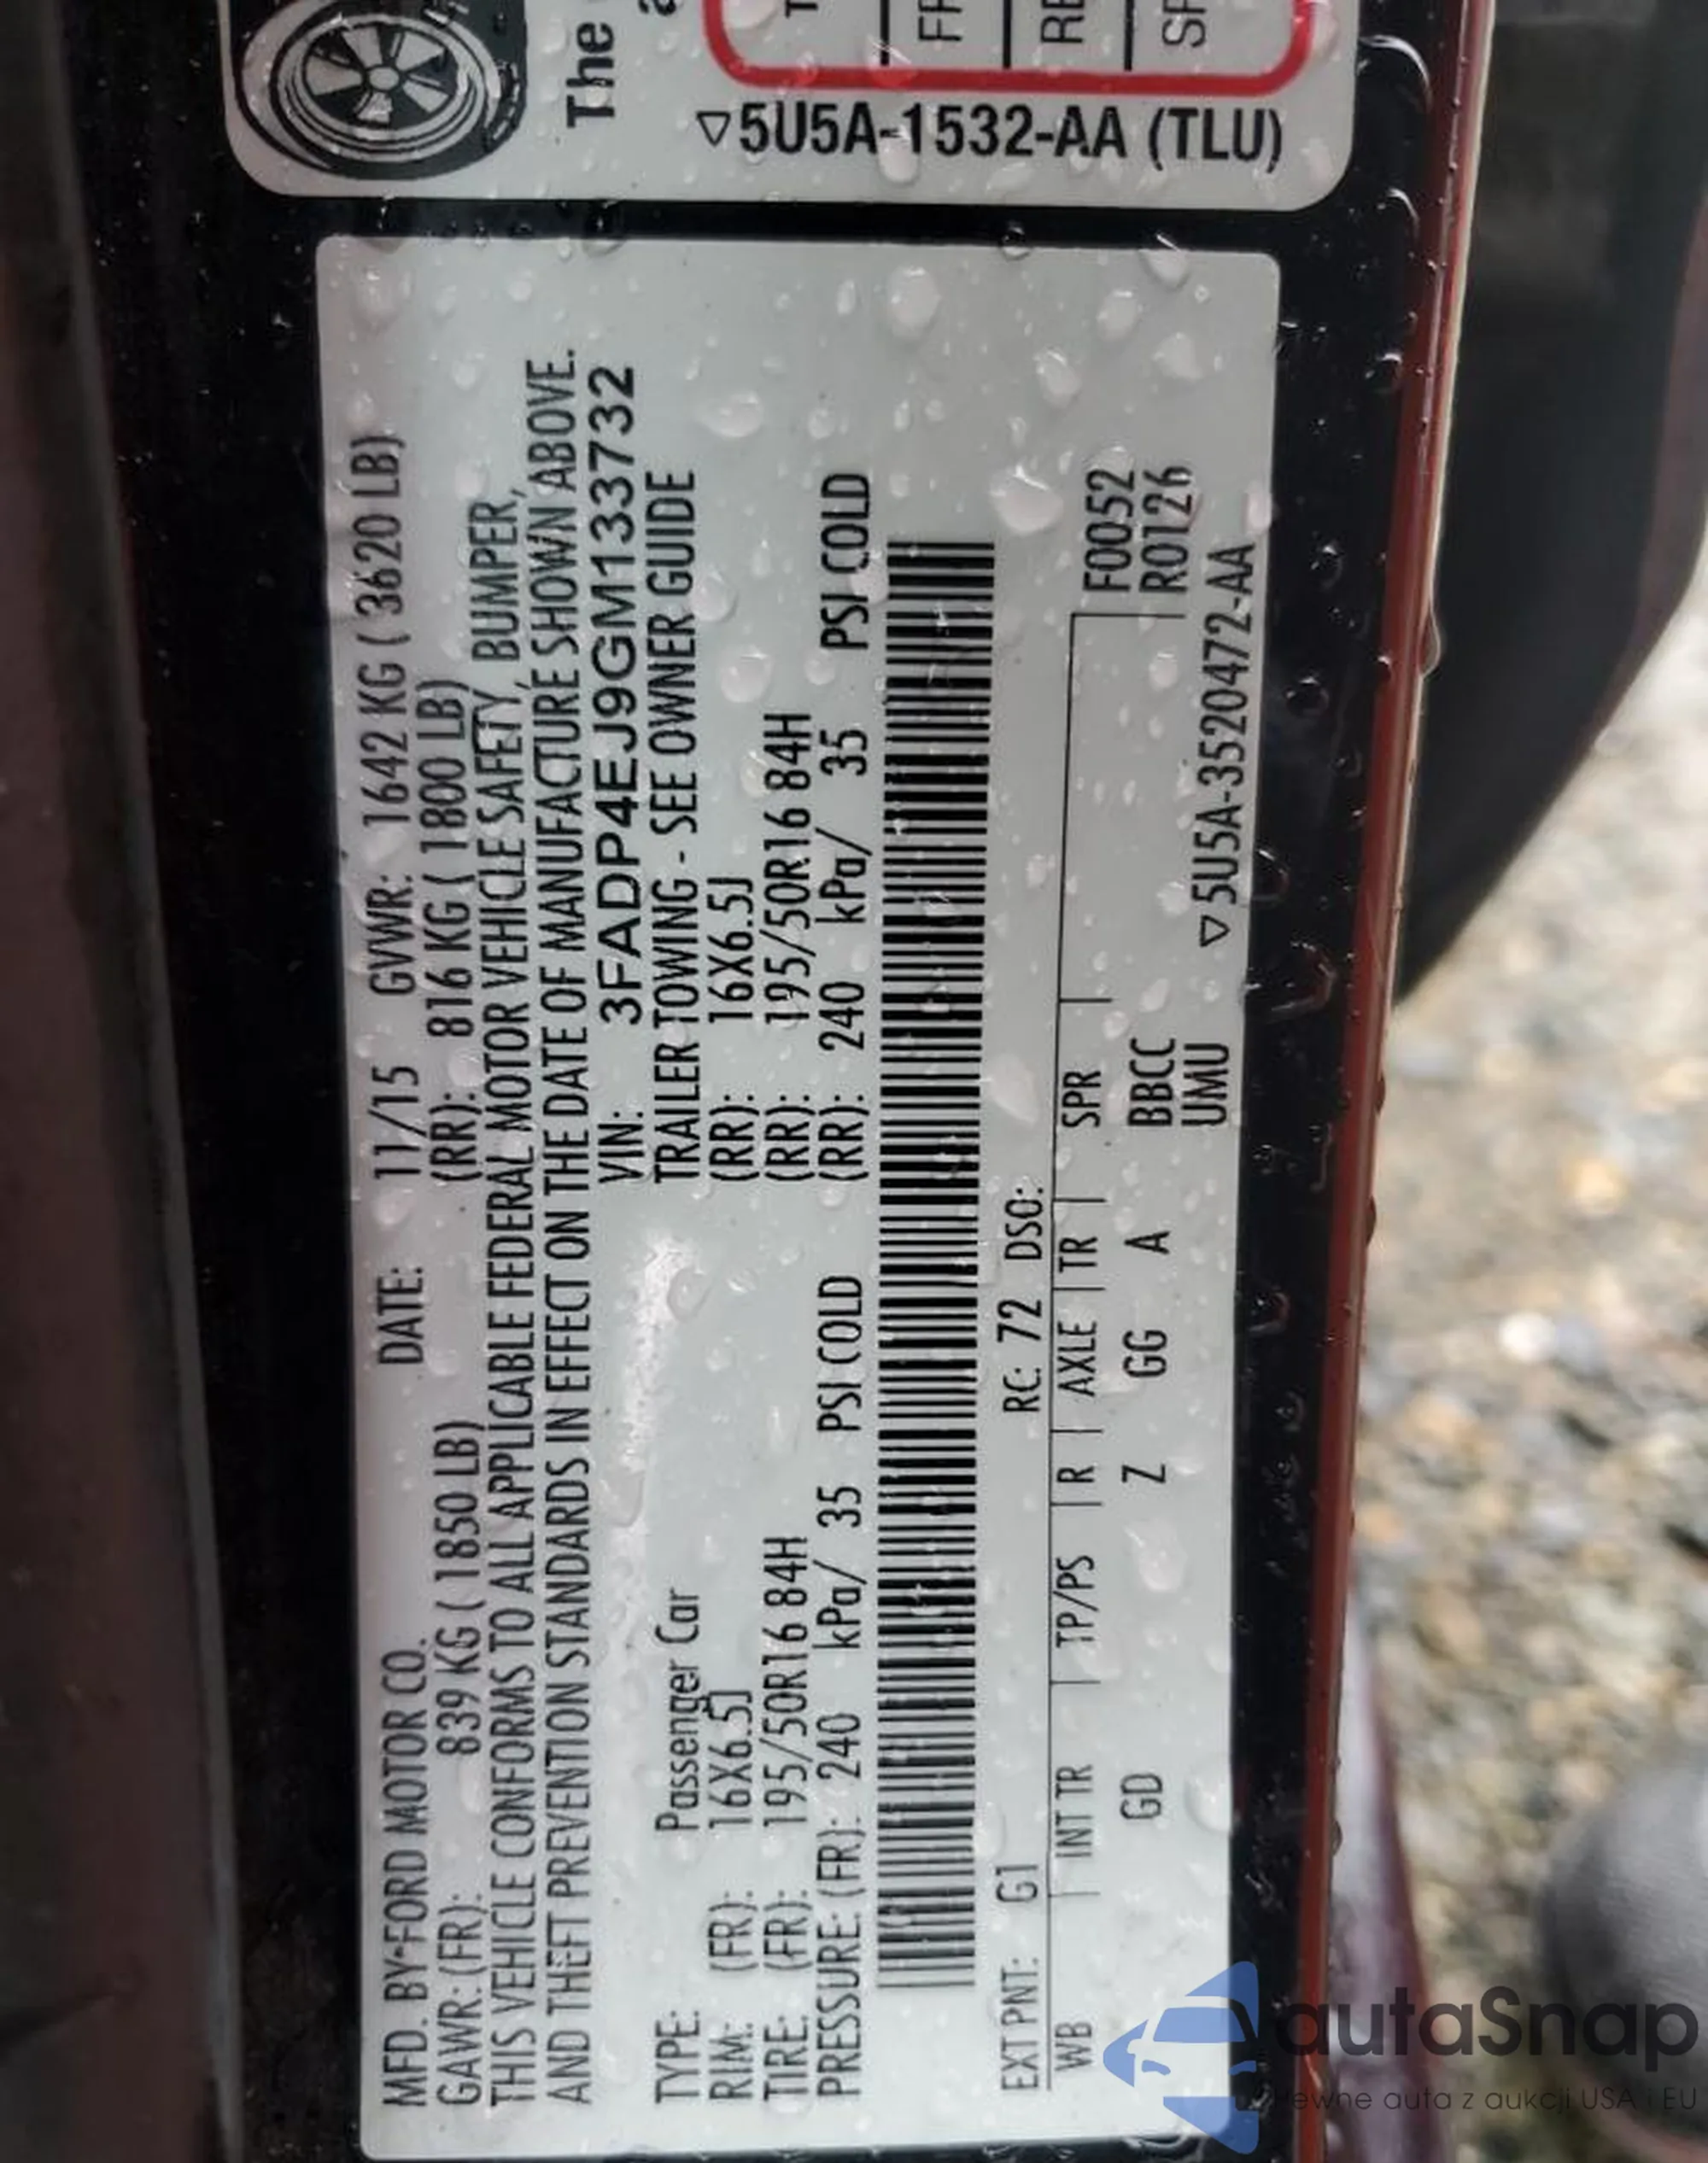 The
a
T
FR
RE
SP
▽5U5A-1532-AA (TLU)
MFD. BY-FORD MOTOR CO. DATE: 11/15 GVWR: 1642 KG ( 3620 LB)
GAWR: (FR): 839 KG ( 1850 LB) (RR): 816 KG ( 1800 LB)
THIS VEHICLE CONFORMS TO ALL APPLICABLE FEDERAL MOTOR VEHICLE SAFETY, BUMPER,
AND THEFT PREVENTION STANDARDS IN EFFECT ON THE DATE OF MANUFACTURE SHOWN ABOVE.
VIN: 3FADP4EJ9GM133732
TYPE: Passenger Car TRAILER TOWING - SEE OWNER GUIDE
RIM: (FR): 16X6.5J (RR): 16X6.5J
TIRE: (FR): 195/50R16 84H (RR): 195/50R16 84H
PRESSURE: (FR): 240 kPa/ 35 PSI COLD (RR): 240 kPa/ 35 PSI COLD
EXT PNT: G1 RC: 72 DSO:
WB INT TR TP/PS R AXLE TR SPR F0052
GD Z GG A BBCC R0126
UMU ▽5U5A-3520472-AA
autaSnap
ewne auta z aukcji USA i EU